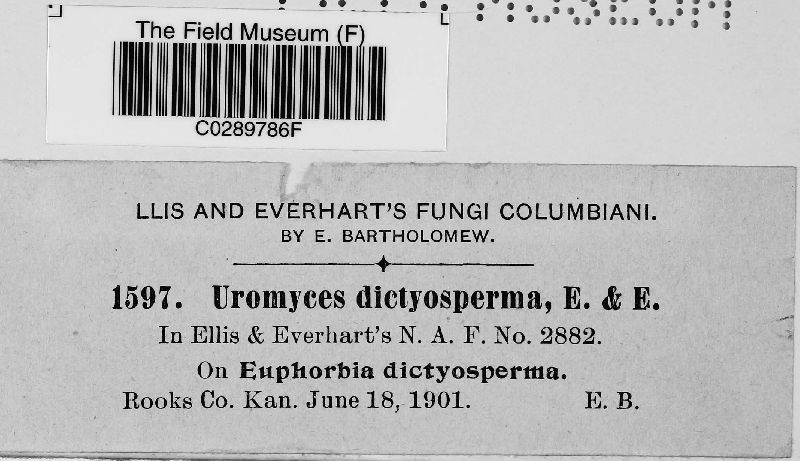 MUSEUM
The Field Museum (F)
C0289786F
LLIS AND EVERHART'S FUNGI COLUMBIANI.
BY E. BARTHOLOMEW.
1597. Uromyces dictyosperma, E. & E.
In Ellis & Everhart's N. A. F. No. 2882.
On Euphorbia dictyosperma.
Rooks Co. Kan. June 18, 1901. E. B.